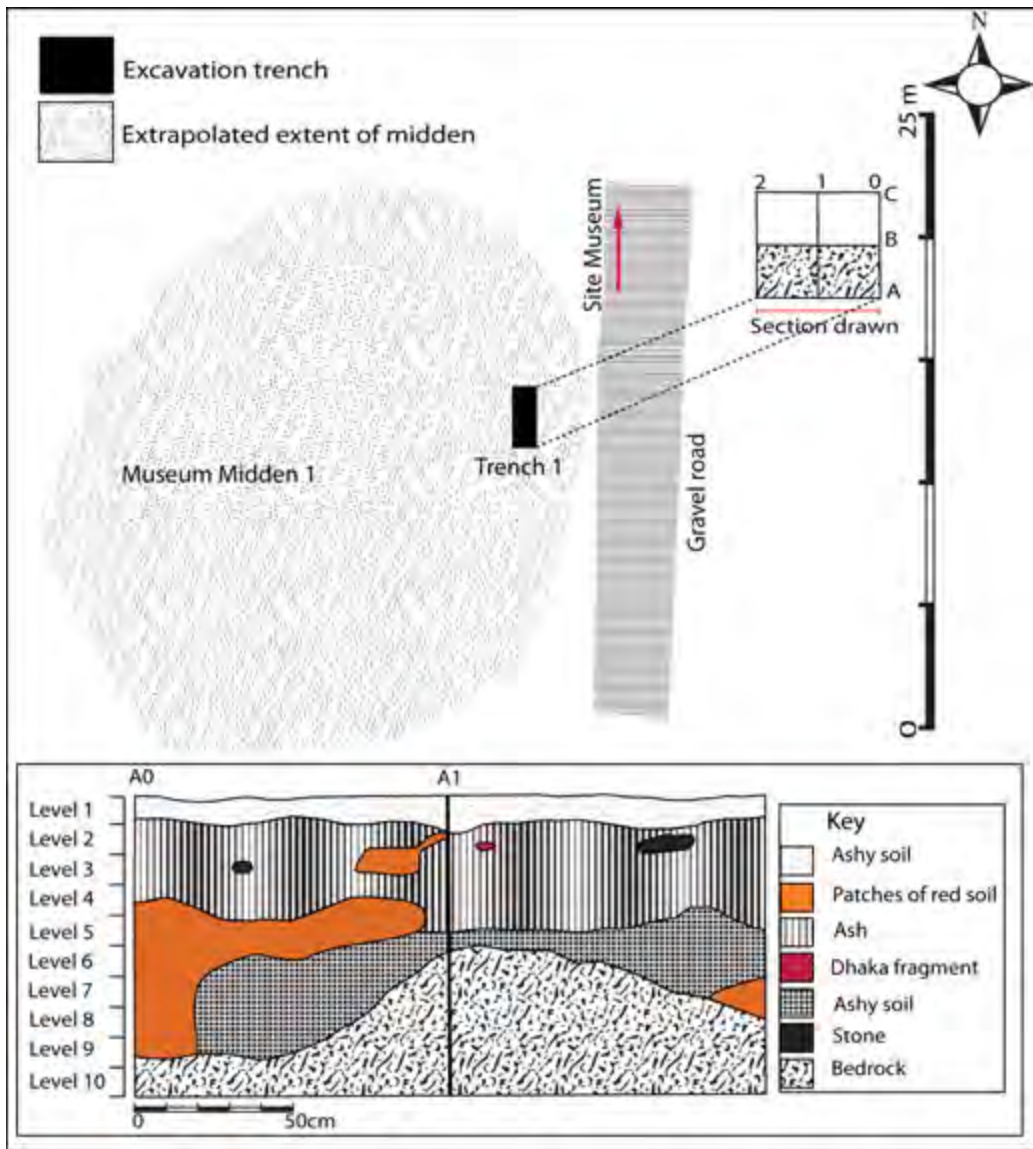 N
Excavation trench
Extrapolated extent of midden
25 m
0
Site Museum
2 1 0
C
B
A
Section drawn
Museum Midden 1
Trench 1
Gravel road
A0 A1
Level 1
Level 2
Level 3
Level 4
Level 5
Level 6
Level 7
Level 8
Level 9
Level 10
0 50cm
Key
Ashy soil
Patches of red soil
Ash
Dhaka fragment
Ashy soil
Stone
Bedrock